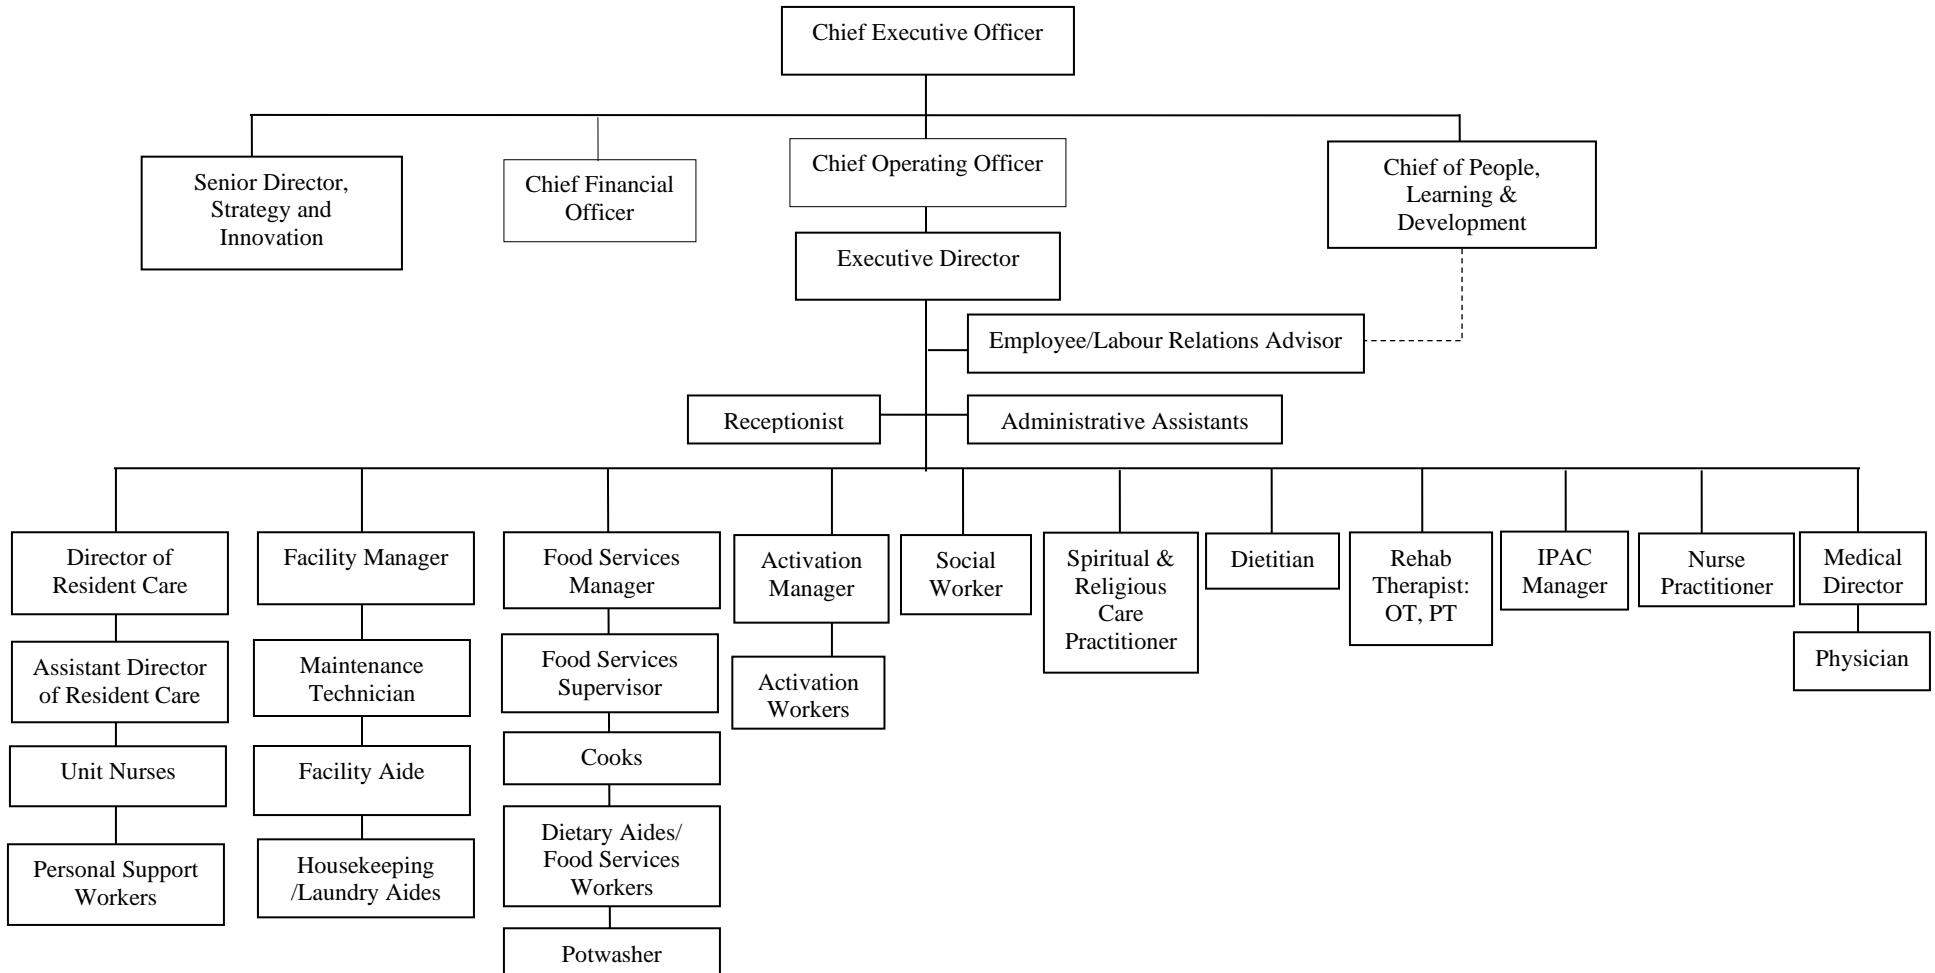 Chief Executive Officer
Senior Director,
Strategy and
Innovation
Chief Financial
Officer
Chief Operating Officer
Chief of People,
Learning &
Development
Executive Director
Employee/Labour Relations Advisor
Receptionist
Administrative Assistants
Director of
Resident Care
Facility Manager
Food Services
Manager
Activation
Manager
Social
Worker
Spiritual &
Religious
Care
Practitioner
Dietitian
Rehab
Therapist:
OT, PT
IPAC
Manager
Nurse
Practitioner
Medical
Director
Assistant Director
of Resident Care
Maintenance
Technician
Food Services
Supervisor
Activation
Workers
Physician
Unit Nurses
Facility Aide
Cooks
Personal Support
Workers
Housekeeping
/Laundry Aides
Dietary Aides/
Food Services
Workers
Potwasher